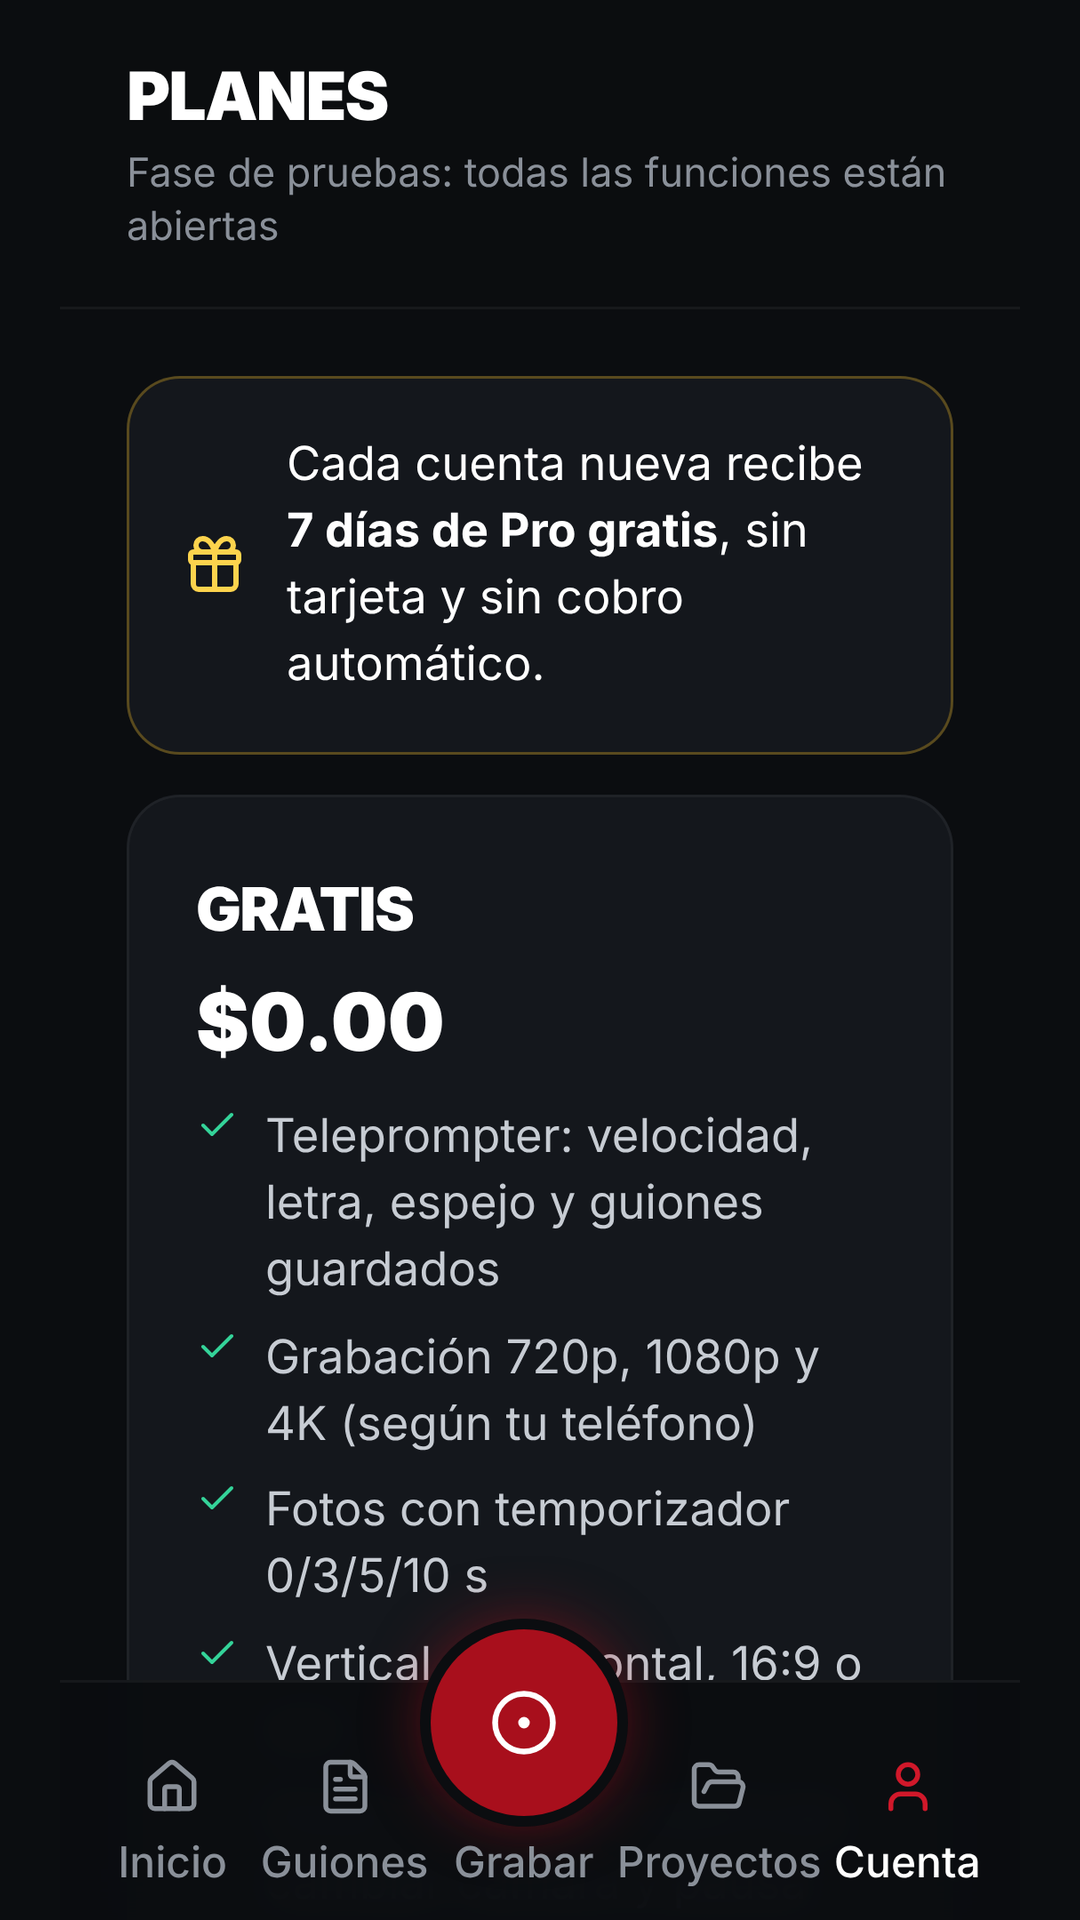 PLANES
Fase de pruebas: todas las funciones están
abiertas
Cada cuenta nueva recibe
7 días de Pro gratis, sin
tarjeta y sin cobro
automático.
GRATIS
$0.00
Teleprompter: velocidad,
letra, espejo y guiones
guardados
Grabación 720p, 1080p y
4K (según tu teléfono)
Fotos con temporizador
0/3/5/10 s
Vertical ontal, 16:9 o
Inicio Guiones Grabar Proyectos Cuenta